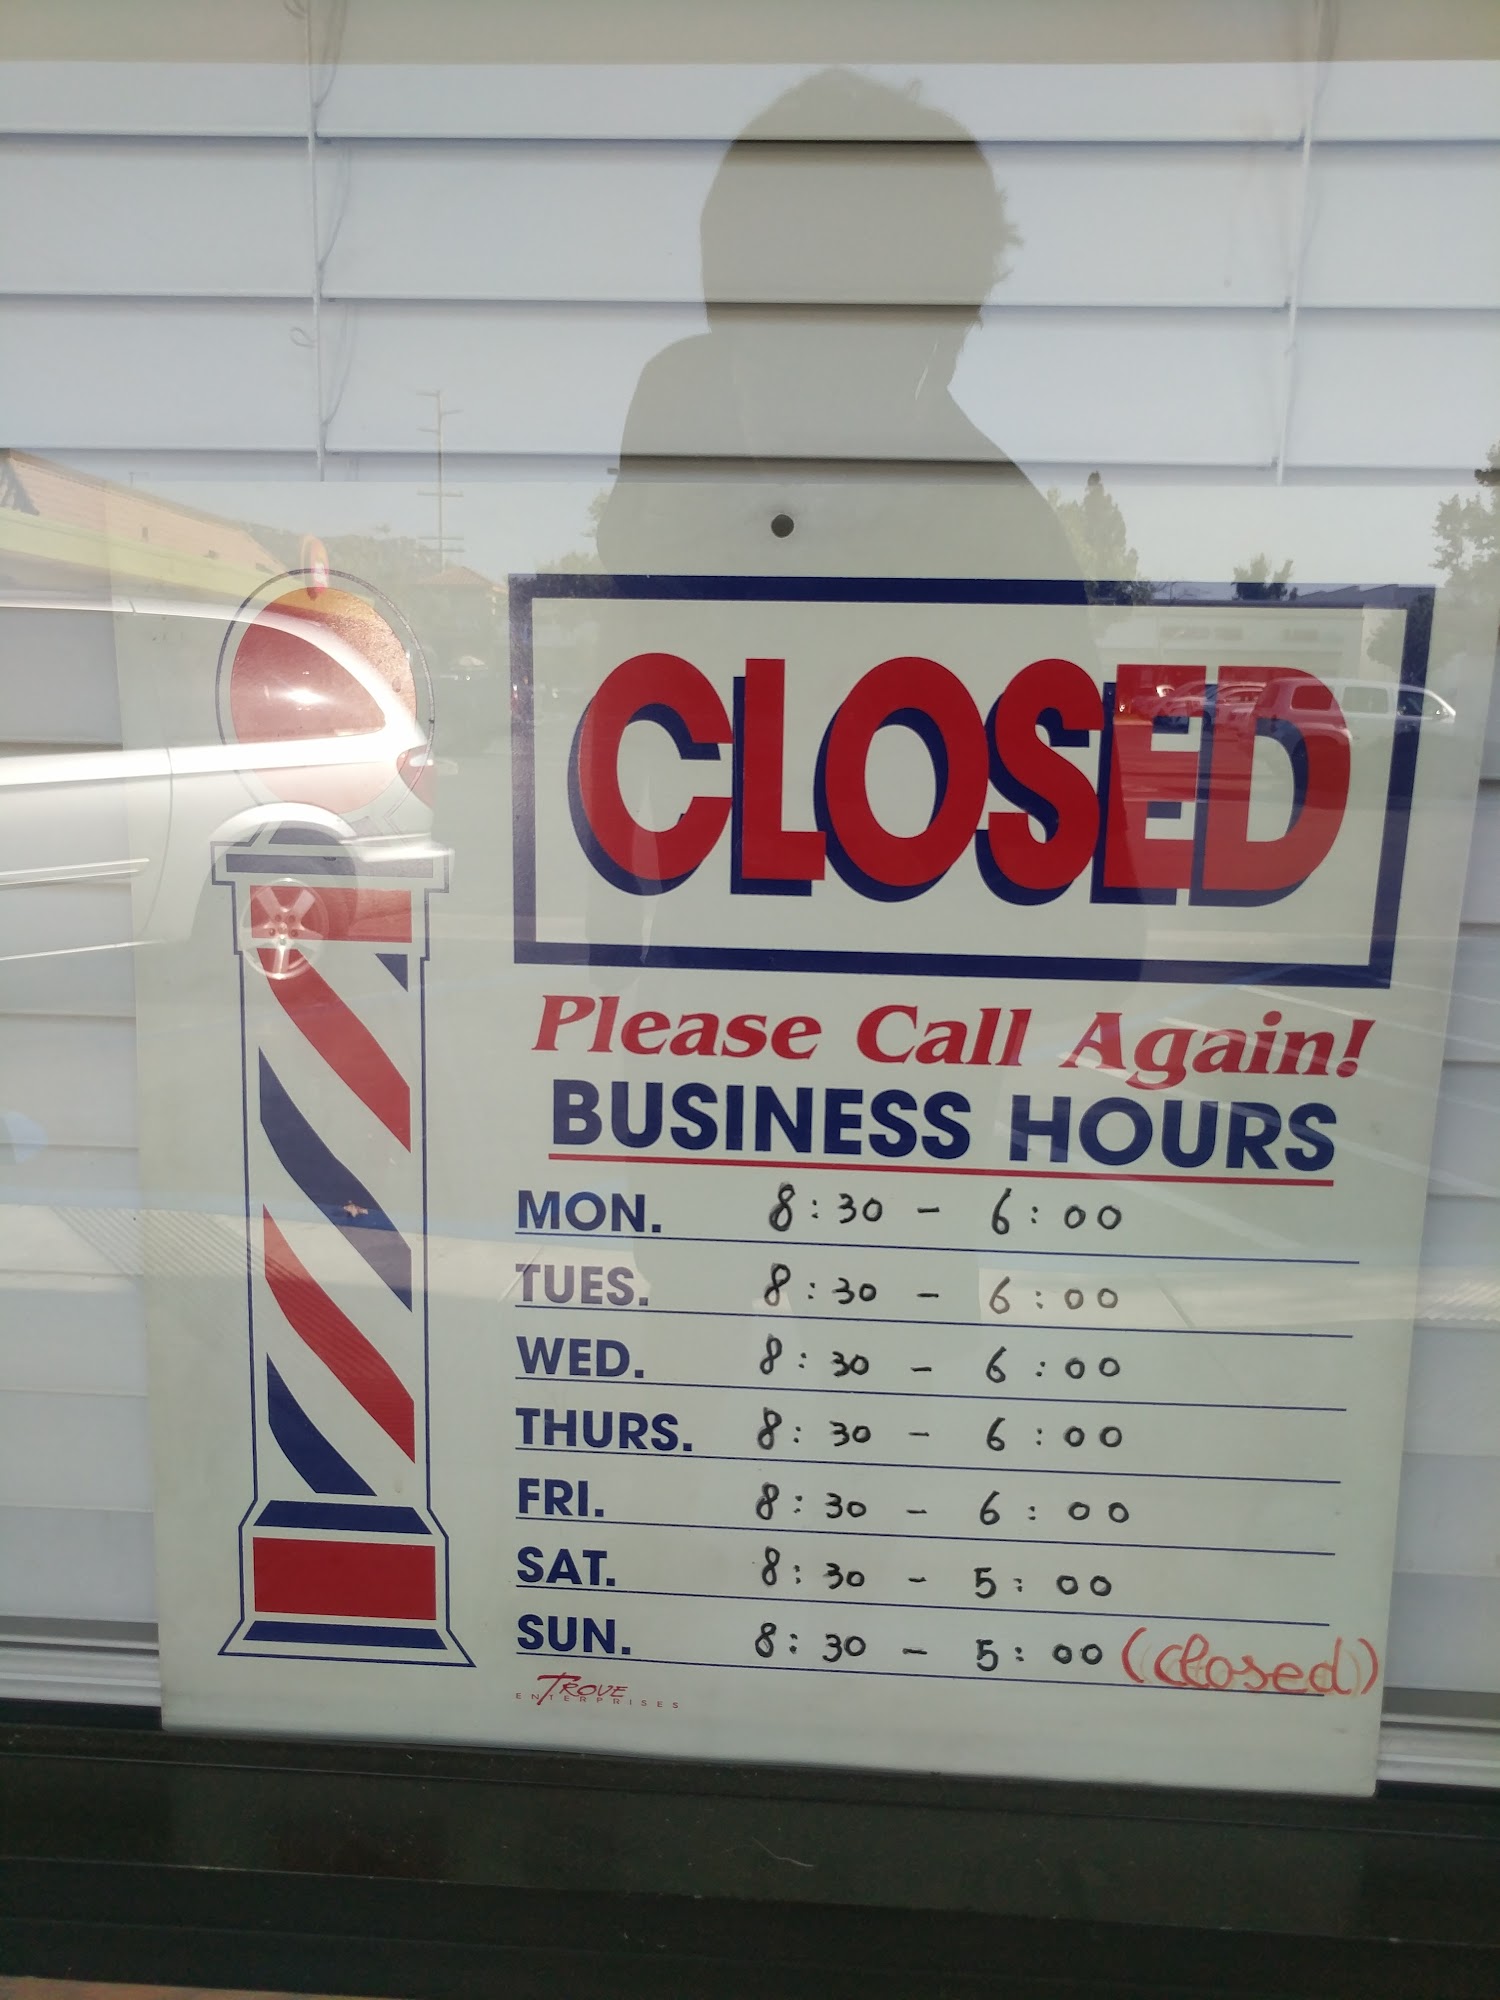 CLOSED
Please Call Again!
BUSINESS HOURS
MON. 8:30 - 6:00
TUES. 8:30 - 6:00
WED. 8:30 - 6:00
THURS. 8:30 - 6:00
FRI. 8:30 - 6:00
SAT. 8:30 - 5:00
SUN. 8:30 - 5:00 (closed)
TROVE
ENTERPRISES